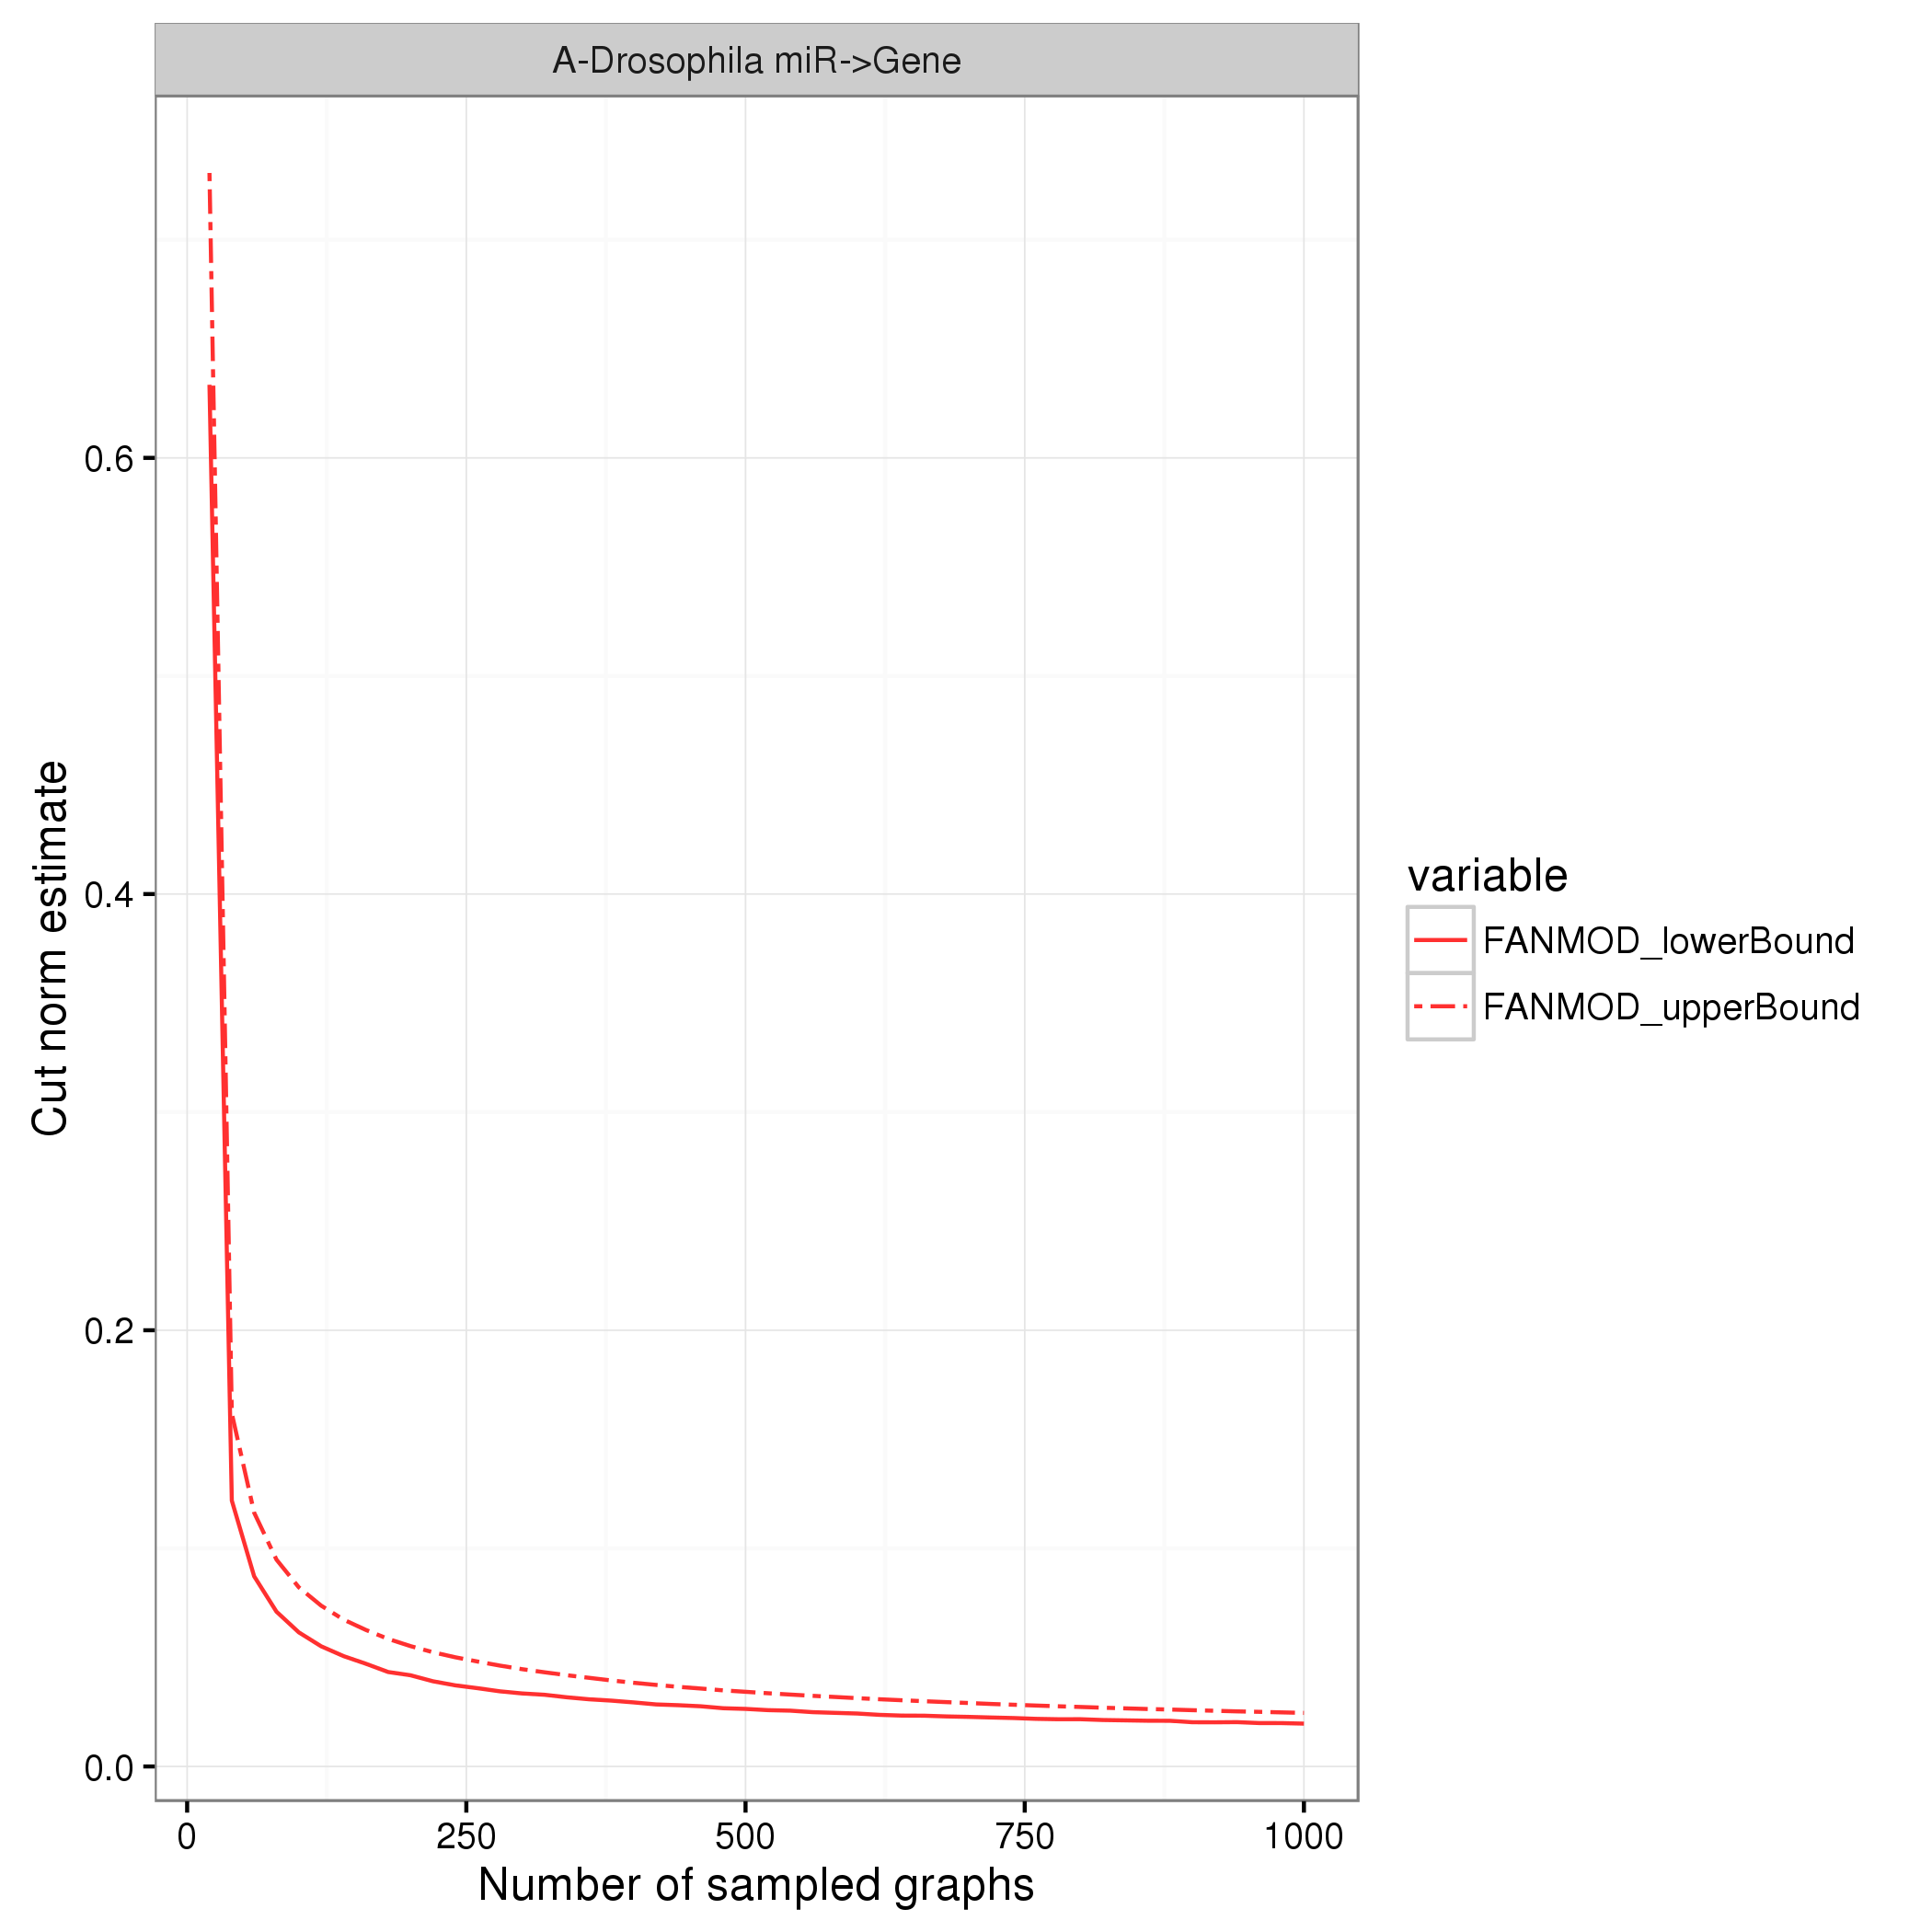 A-Drosophila miR->Gene
Cut norm estimate
0.6
0.4
0.2
0.0
0 250 500 750 1000
Number of sampled graphs
variable
FANMOD_lowerBound
FANMOD_upperBound